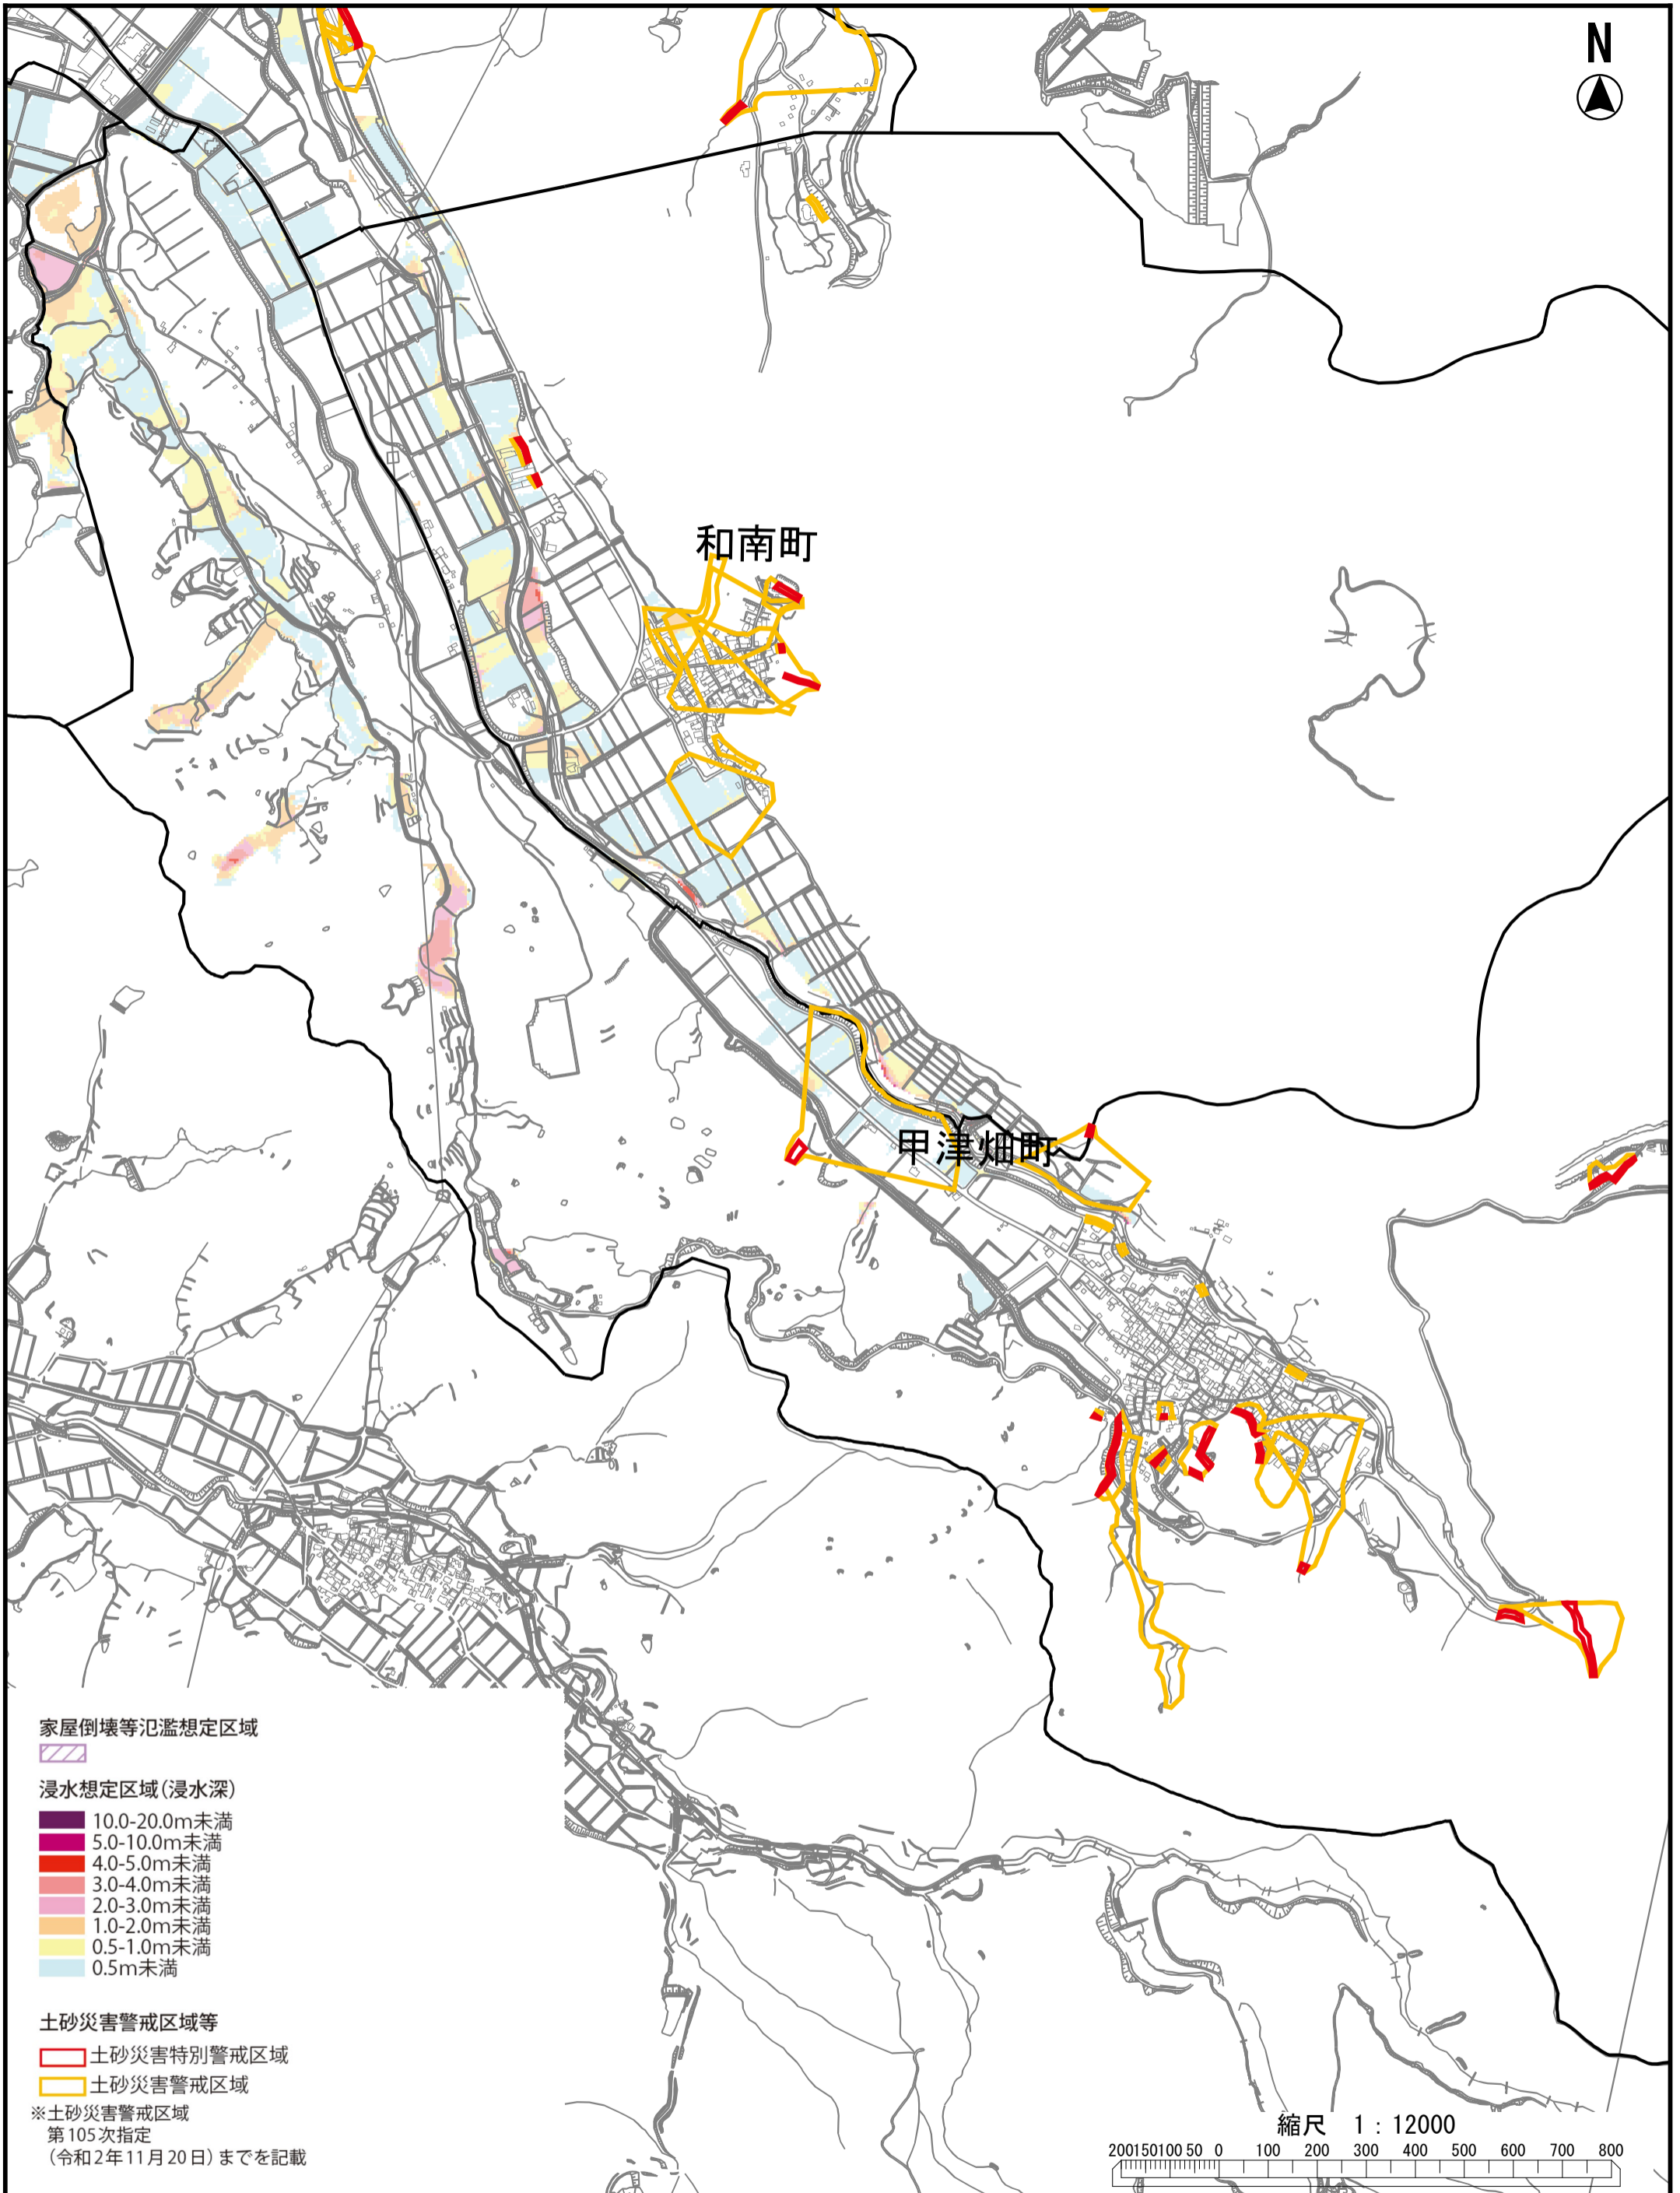 N
和南町
甲津畑町
家屋倒壊等氾濫想定区域
浸水想定区域(浸水深)
10.0-20.0m未満
5.0-10.0m未満
4.0-5.0m未満
3.0-4.0m未満
2.0-3.0m未満
1.0-2.0m未満
0.5-1.0m未満
0.5m未満
土砂災害警戒区域等
土砂災害特別警戒区域
土砂災害警戒区域
※土砂災害警戒区域
第105次指定
(令和2年11月20日)までを記載
縮尺 1:12000
200 150 100 50 0 100 200 300 400 500 600 700 800